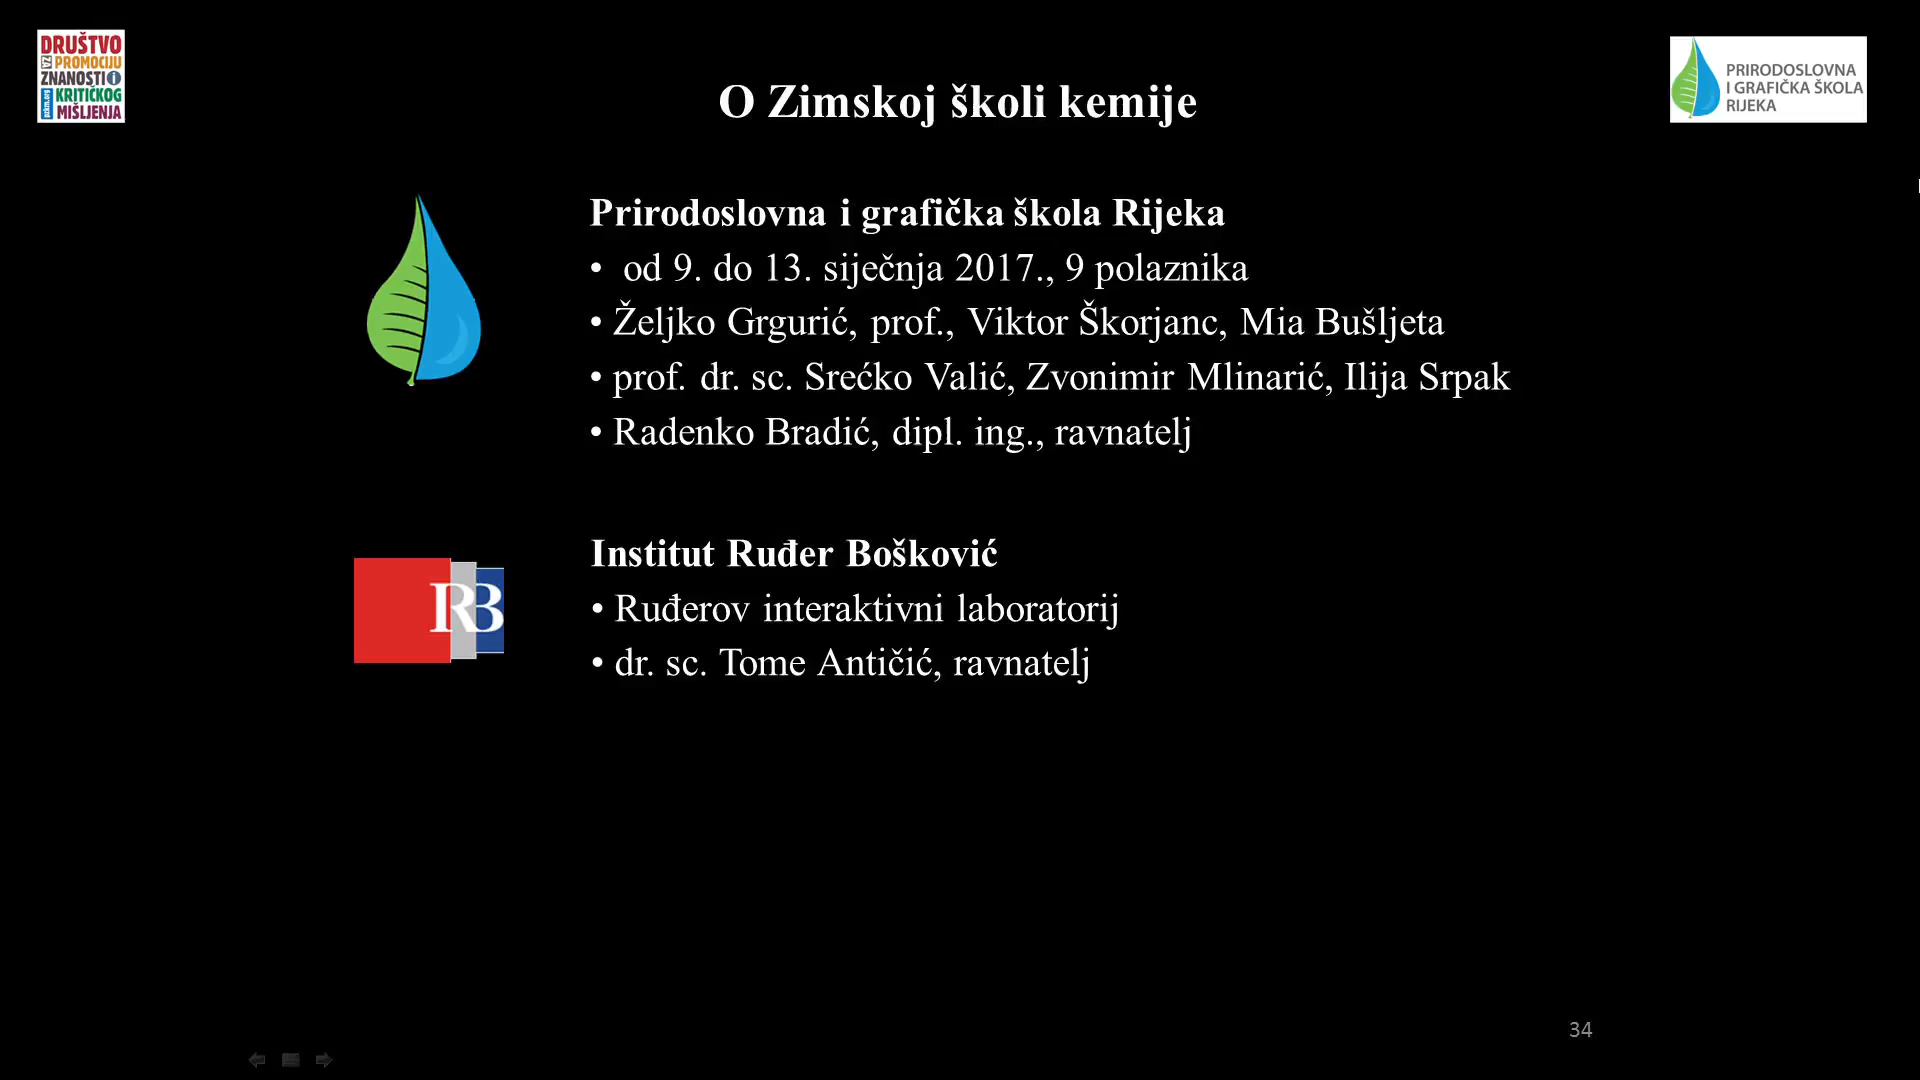 DRUŠTVO
ZA PROMOCIJU
ZNANOSTI i
KRITIČKOG
MIŠLJENJA
O Zimskoj školi kemije
PRIRODOSLOVNA
I GRAFIČKA ŠKOLA
RIJEKA
Prirodoslovna i grafička škola Rijeka
• od 9. do 13. siječnja 2017., 9 polaznika
• Željko Grgurić, prof., Viktor Škorjanc, Mia Bušljeta
• prof. dr. sc. Srećko Valić, Zvonimir Mlinarić, Ilija Srpak
• Radenko Bradić, dipl. ing., ravnatelj
IRB
Institut Ruđer Bošković
• Ruđerov interaktivni laboratorij
• dr. sc. Tome Antičić, ravnatelj
34